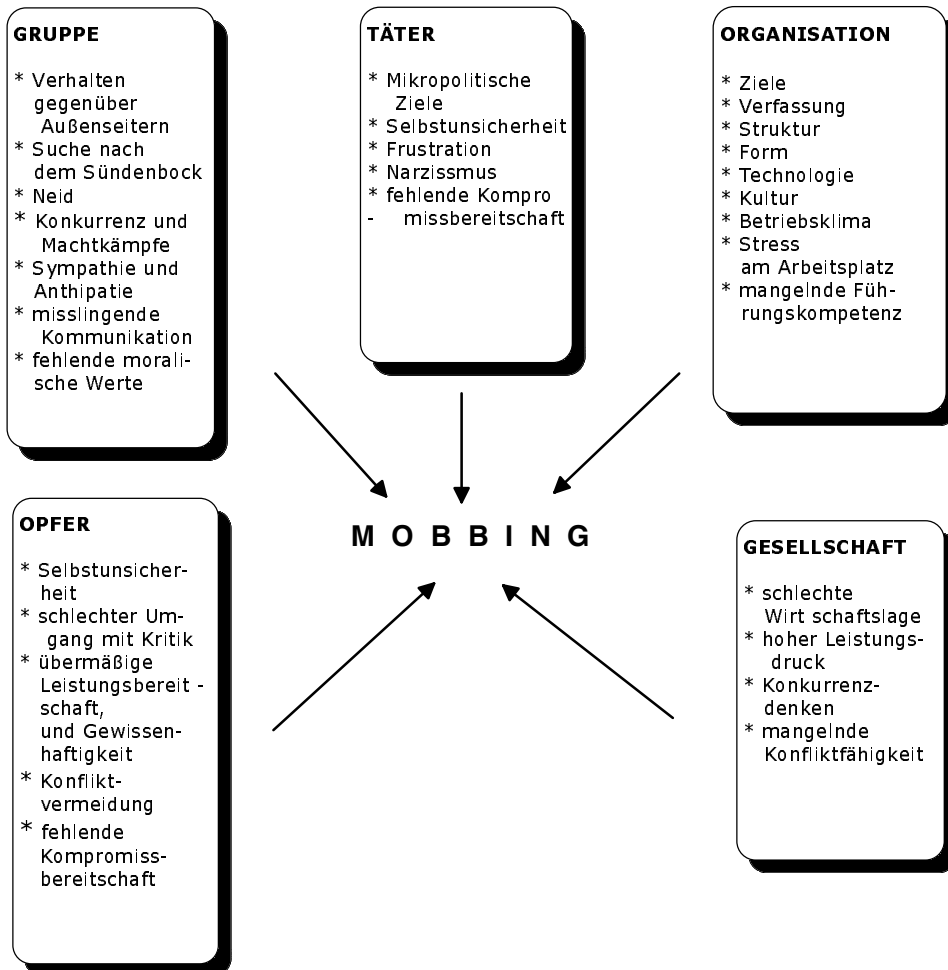 GRUPPE
* Verhalten
gegenüber
Außenseitern
* Suche nach
dem Sündenbock
* Neid
* Konkurrenz und
Machtkämpfe
* Sympathie und
Anthipatie
* misslingende
Kommunikation
* fehlende morali-
sche Werte
TÄTER
* Mikropolitische
Ziele
* Selbstunsicherheit
* Frustration
* Narzissmus
* fehlende Kompro
- missbereitschaft
ORGANISATION
* Ziele
* Verfassung
* Struktur
* Form
* Technologie
* Kultur
* Betriebsklima
* Stress
am Arbeitsplatz
* mangelnde Füh-
rungskompetenz
M O B B I N G
OPFER
* Selbstunsicher-
heit
* schlechter Um-
gang mit Kritik
* übermäßige
Leistungsbereit -
schaft,
und Gewissen-
haftigkeit
* Konflikt-
vermeidung
* fehlende
Kompromiss-
bereitschaft
GESELLSCHAFT
* schlechte
Wirt schaftslage
* hoher Leistungs-
druck
* Konkurrenz-
denken
* mangelnde
Konfliktfähigkeit